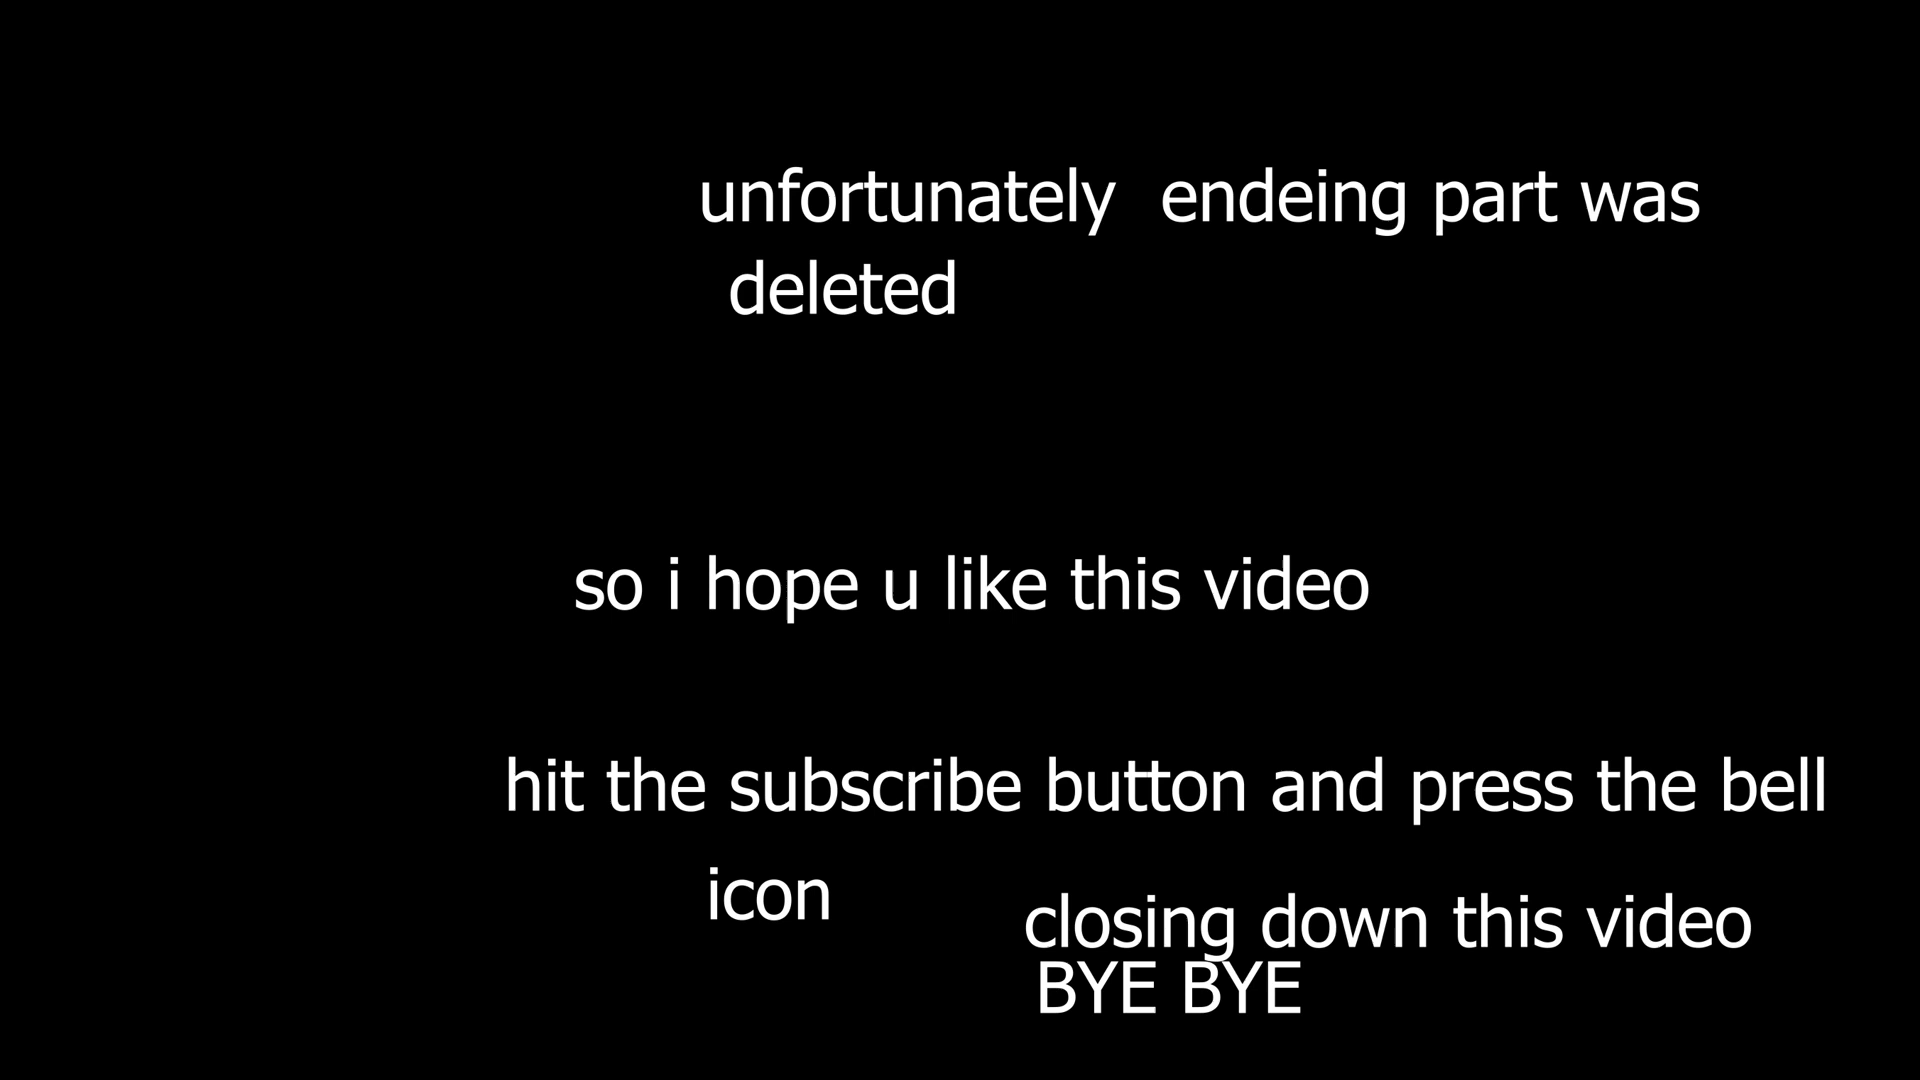 unfortunately  endeing part was
deleted
so i hope u like this video
hit the subscribe button and press the bell
icon
closing down this video
BYE BYE